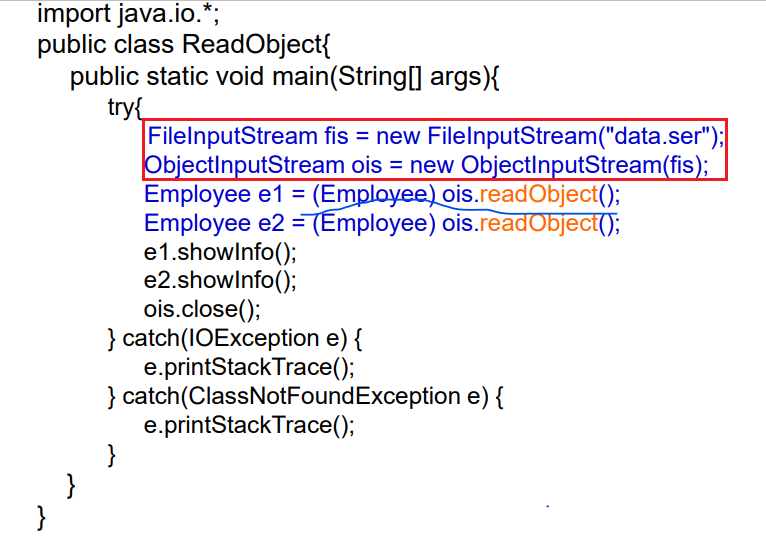 import java.io.*;
public class ReadObject{
public static void main(String[] args){
try{
FileInputStream fis = new FileInputStream("data.ser");
ObjectInputStream ois = new ObjectInputStream(fis);
Employee e1 = (Employee) ois.readObject();
Employee e2 = (Employee) ois.readObject();
e1.showInfo();
e2.showInfo();
ois.close();
} catch(IOException e) {
e.printStackTrace();
} catch(ClassNotFoundException e) {
e.printStackTrace();
}
}
}